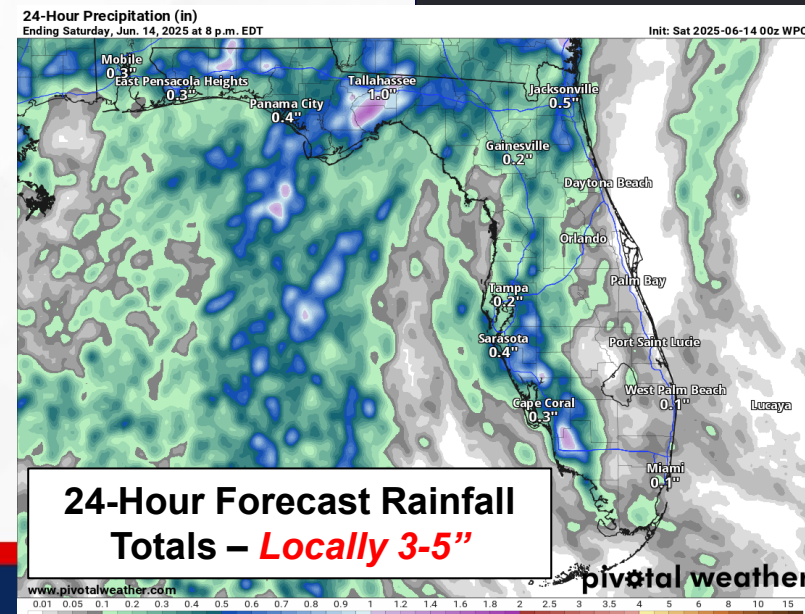 24-Hour Precipitation (in)
Ending Saturday, Jun. 14, 2025 at 8 p.m. EDT
Init: Sat 2025-06-14 00z WPC
Mobile
0.3"
East Pensacola Heights
0.3"
Panama City
0.4"
Tallahassee
1.0"
Jacksonville
0.5"
Gainesville
0.2"
Daytona Beach
Orlando
Palm Bay
Tampa
0.2"
Sarasota
0.4"
Port Saint Lucie
Cape Coral
0.3"
West Palm Beach
0.1"
Lucaya
Miami
0.1"
24-Hour Forecast Rainfall
Totals – Locally 3-5”
www.pivotalweather.com
pivotal weather
0.01 0.05 0.1 0.2 0.3 0.4 0.5 0.6 0.7 0.8 0.9 1 1.2 1.4 1.6 1.8 2 2.5 3 3.5 4 5 6 7 8 9 10 15